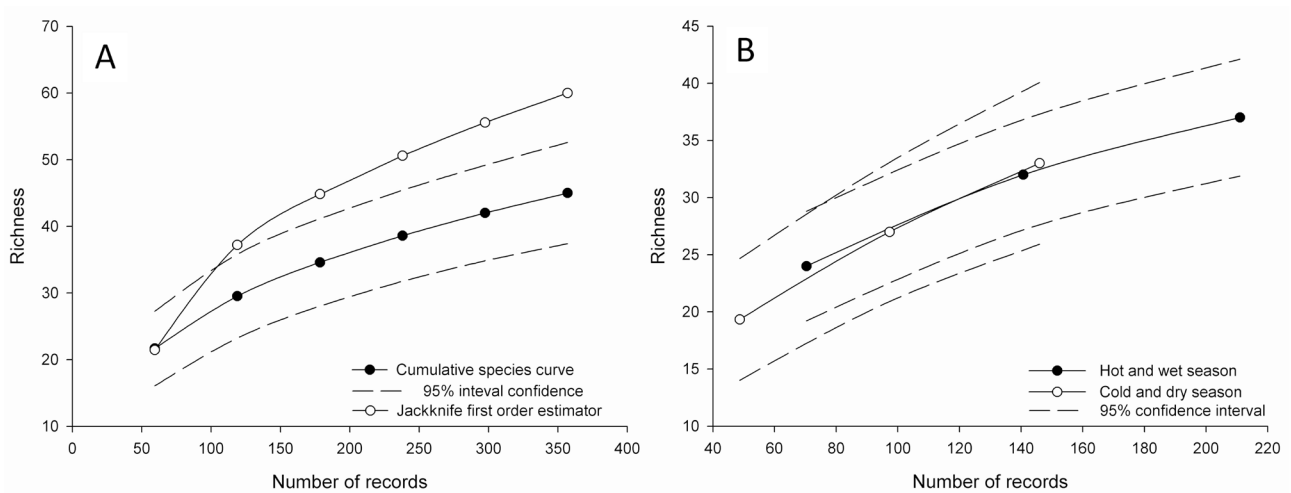 A
70
60
50
40
30
20
10
Richness
0
50
100
150
200
250
300
350
400
Number of records
Cumulative species curve
95% inteval confidence
Jackknife first order estimator
B
45
40
35
30
25
20
15
10
Richness
40
60
80
100
120
140
160
180
200
220
Number of records
Hot and wet season
Cold and dry season
95% confidence interval